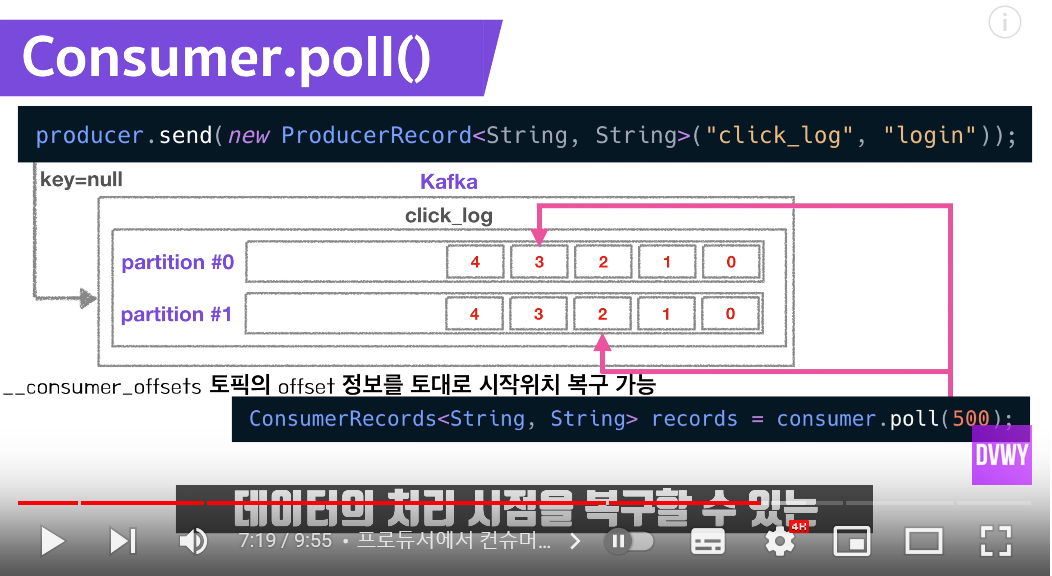 Consumer.poll()
producer.send(new ProducerRecord<String, String>("click_log", "login"));
key=null
Kafka
click_log
partition #0
4 3 2 1 0
partition #1
4 3 2 1 0
__consumer_offsets 토픽의 offset 정보를 토대로 시작위치 복구 가능
ConsumerRecords<String, String> records = consumer.poll(500);
DVWY
데이터의 처리 시점을 복구할 수 있는
7:19 / 9:55 • 프로듀서에서 컨슈머...
4K